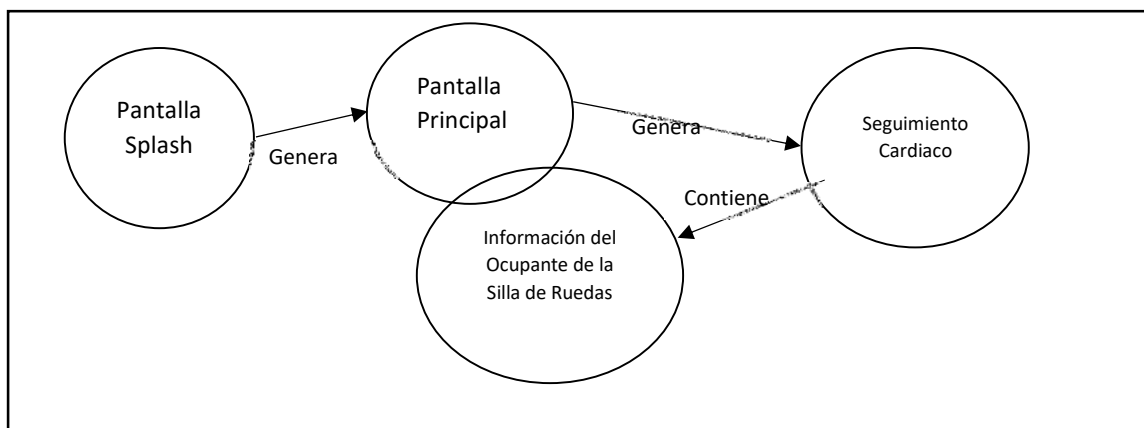 Pantalla
Splash
Genera
Pantalla
Principal
Genera
Seguimiento
Cardiaco
Contiene
Información del
Ocupante de la
Silla de Ruedas